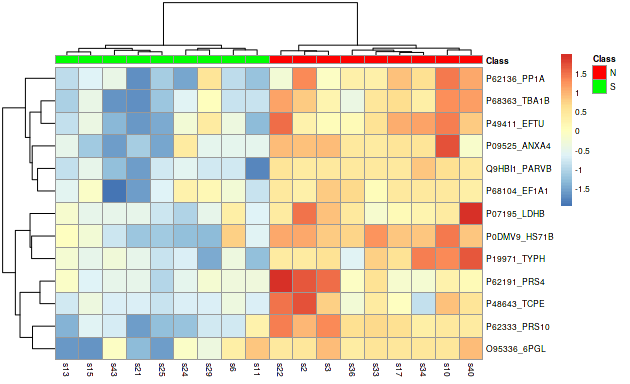 Class
P62136_PP1A
P68363_TBA1B
P49411_EFTU
P09525_ANXA4
Q9HBI1_PARVB
P68104_EF1A1
P07195_LDHB
P0DMV9_HS71B
P19971_TYPH
P62191_PRS4
P48643_TCPE
P62333_PRS10
O95336_6PGL
s13 s15 s43 s21 s25 s24 s29 s6 s11 s22 s2 s3 s36 s33 s17 s34 s10 s40
1.5
1
0.5
0
-0.5
-1
-1.5
Class
N
S